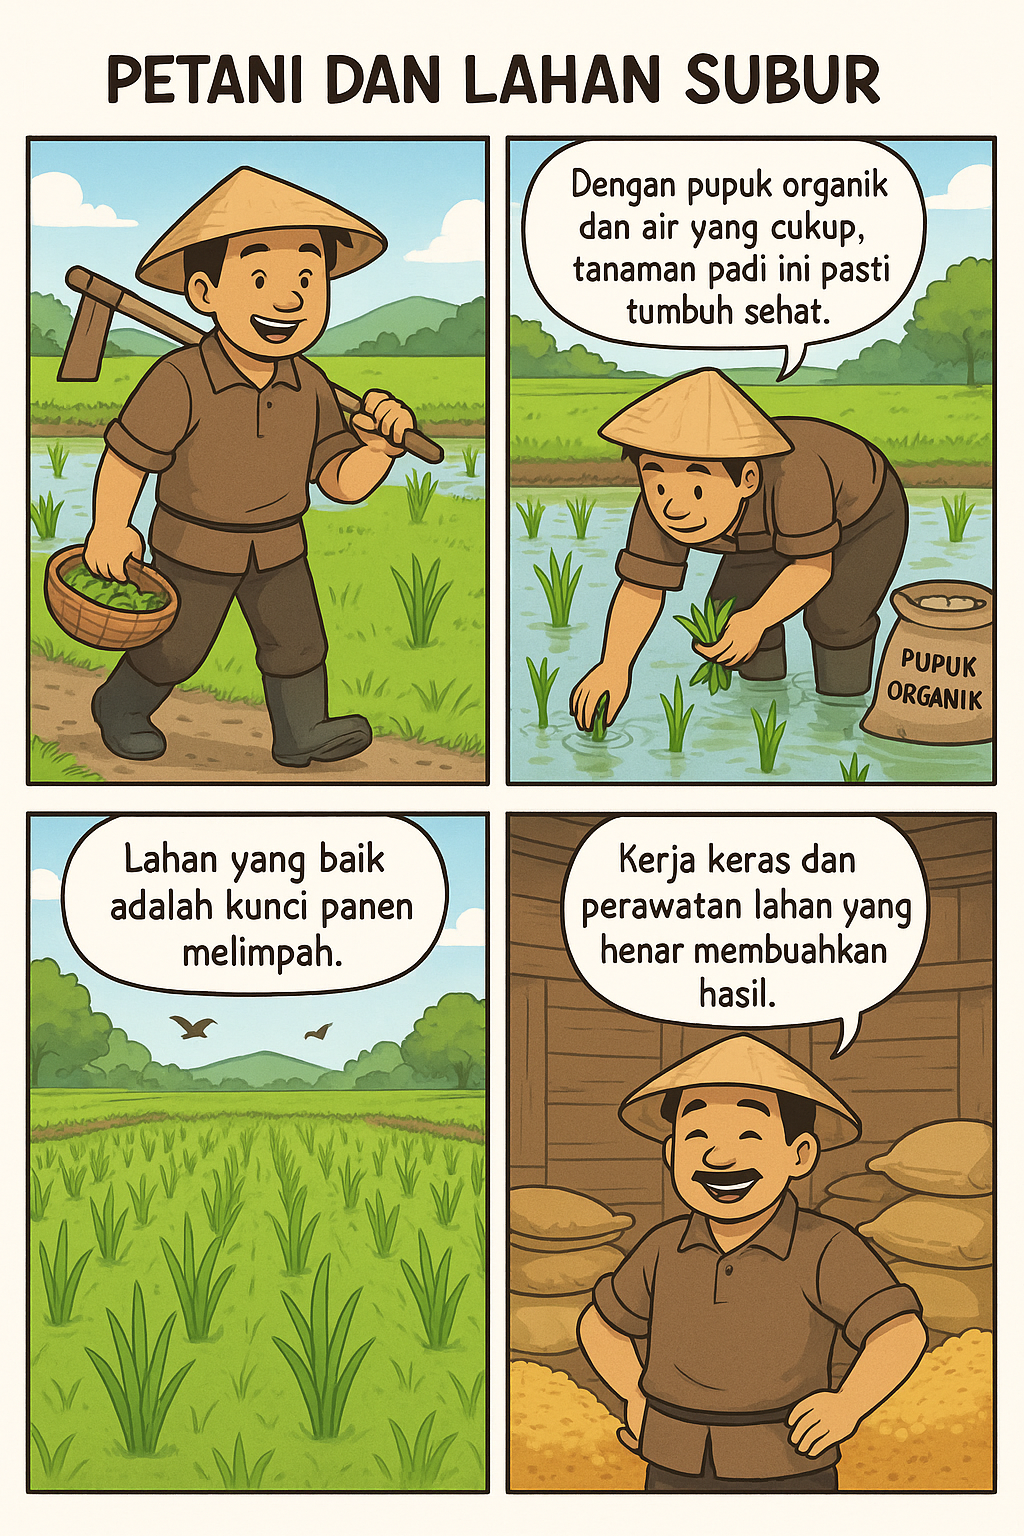 PETANI DAN LAHAN SUBUR
Dengan pupuk organik
dan air yang cukup,
tanaman padi ini pasti
tumbuh sehat.
PUPUK
ORGANIK
Lahan yang baik
adalah kunci panen
melimpah.
Kerja keras dan
perawatan lahan yang
henar membuahkan
hasil.